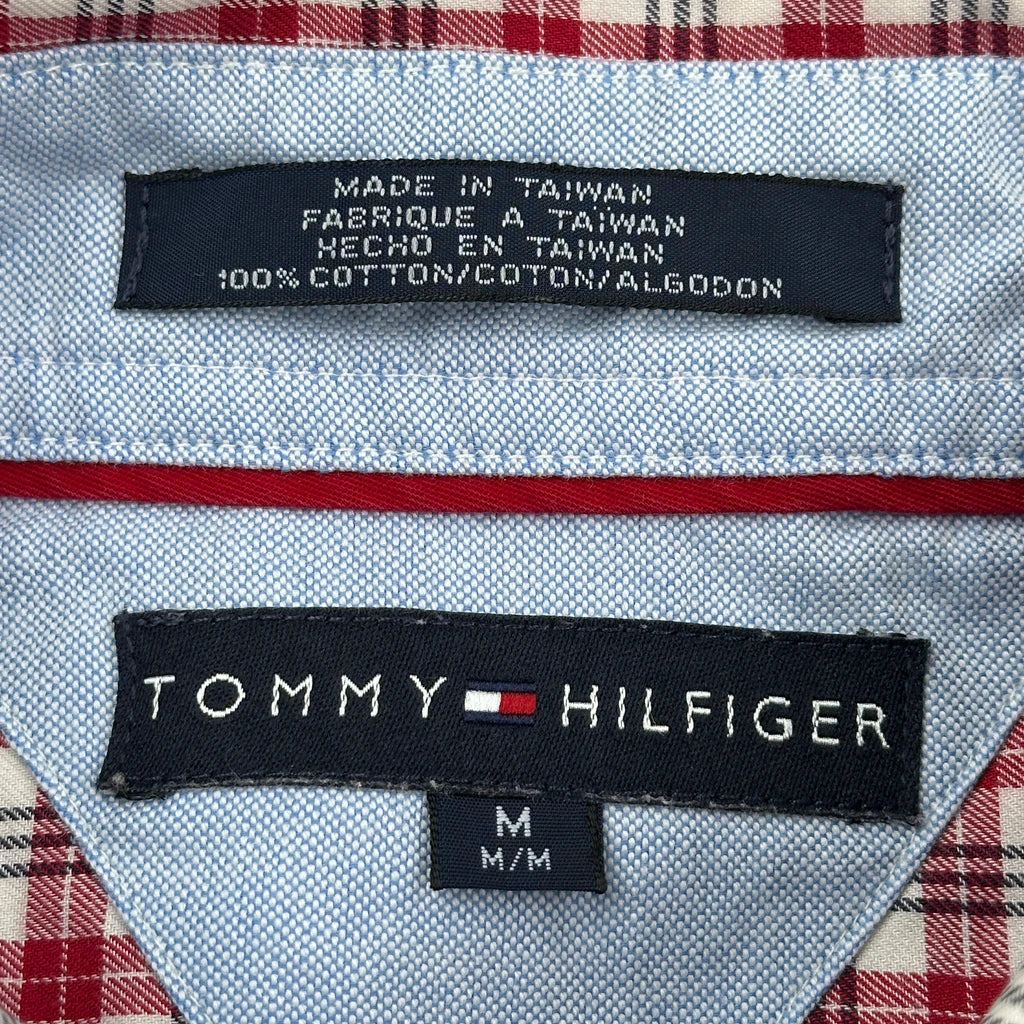 MADE IN TAIWAN
FABRIQUE A TAIWAN
HECHO EN TAIWAN
100% COTTON/COTON/ALGODON
TOMMY HILFIGER
M
M/M